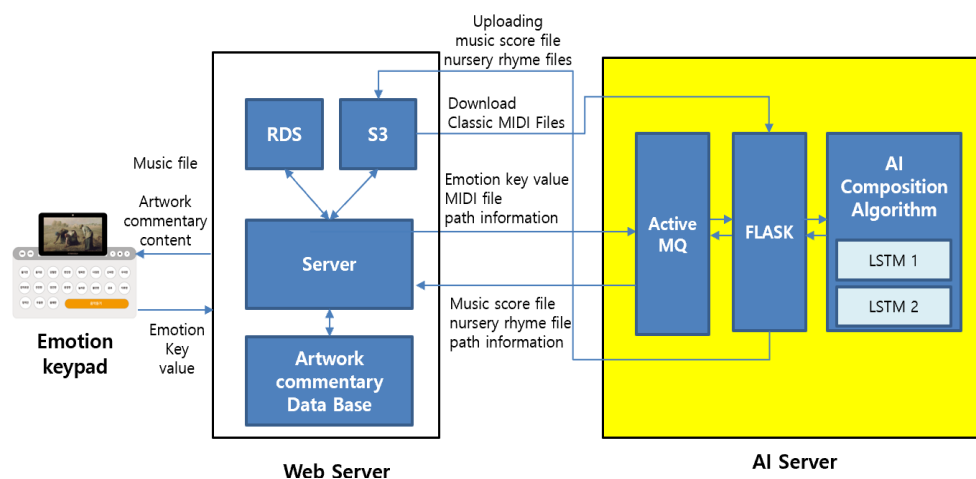 Uploading
music score file
nursery rhyme files
Download
Classic MIDI Files
RDS
S3
Music file
Artwork
commentary
content
Emotion key value
MIDI file
path information
Server
Active
MQ
FLASK
AI
Composition
Algorithm
LSTM 1
LSTM 2
Music score file
nursery rhyme file
path information
Emotion
Key
value
Emotion
keypad
Artwork
commentary
Data Base
Web Server
AI Server